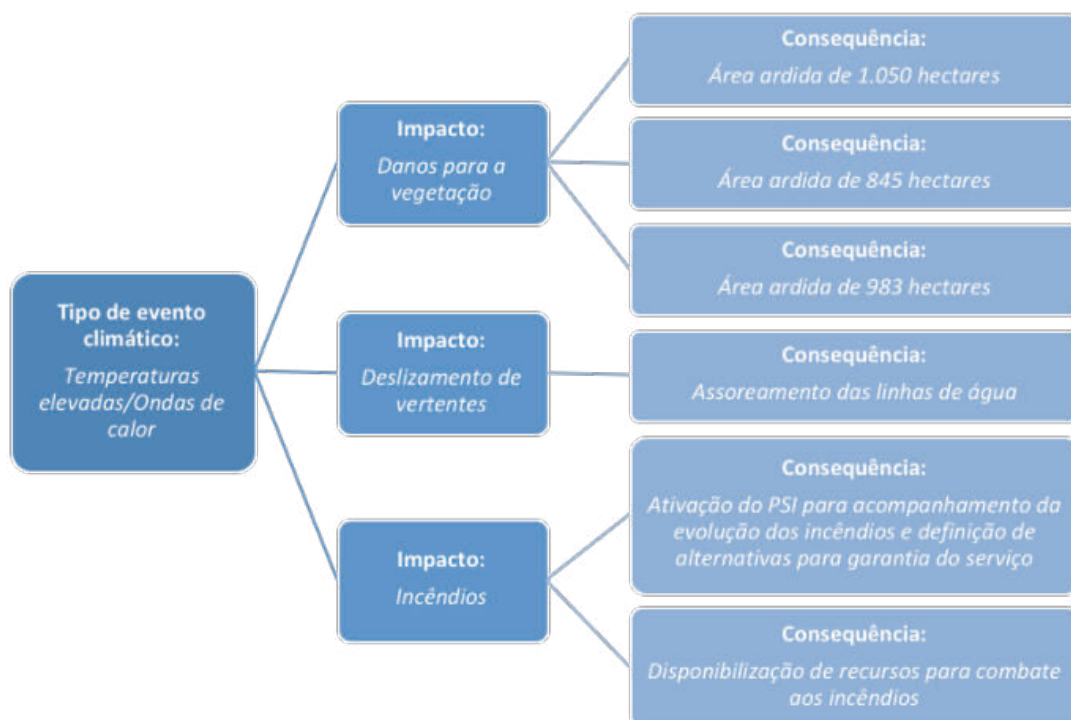 Tipo de evento
climático:
Temperaturas
elevadas/Ondas de
calor
Impacto:
Danos para a
vegetação
Consequência:
Área ardida de 1.050 hectares
Consequência:
Área ardida de 845 hectares
Consequência:
Área ardida de 983 hectares
Impacto:
Deslizamento de
vertentes
Consequência:
Assoreamento das linhas de água
Impacto:
Incêndios
Consequência:
Ativação do PSI para acompanhamento da
evolução dos incêndios e definição de
alternativas para garantia do serviço
Consequência:
Disponibilização de recursos para combate
aos incêndios